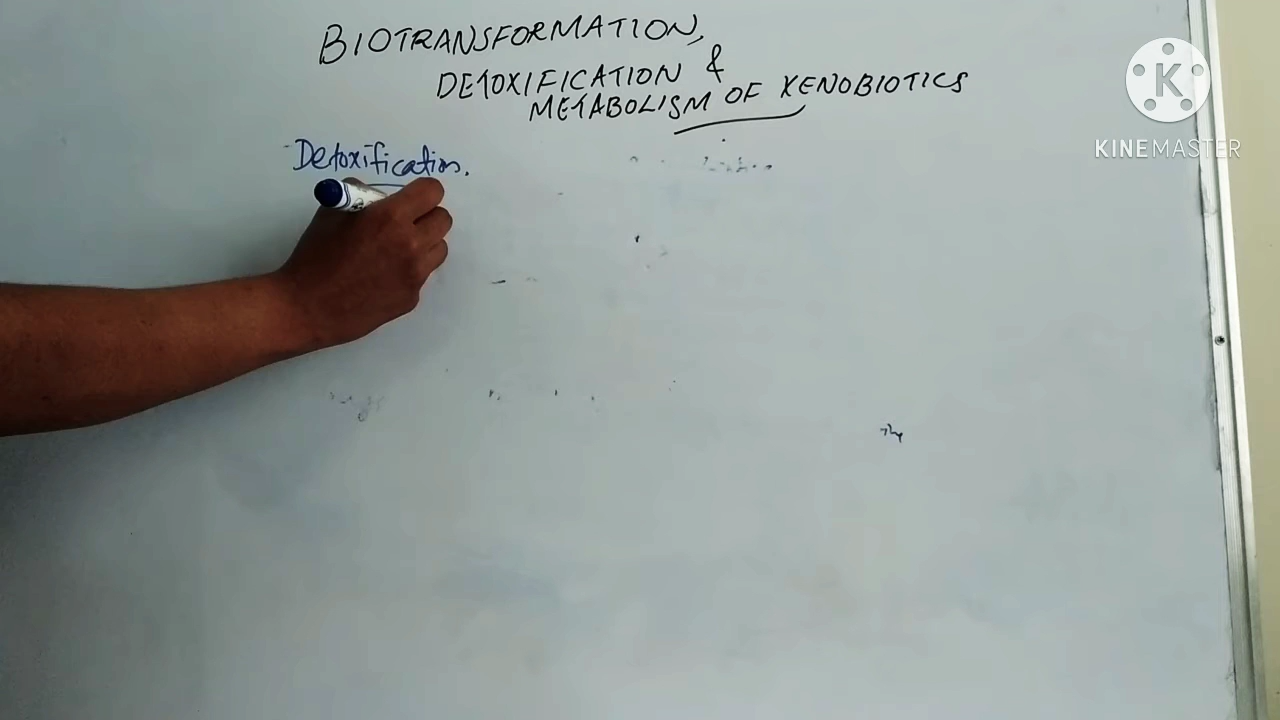 BIOTRANSFORMATION,
DETOXIFICATION &
METABOLISM OF XENOBIOTICS
Detoxification.
K
KINEMASTER